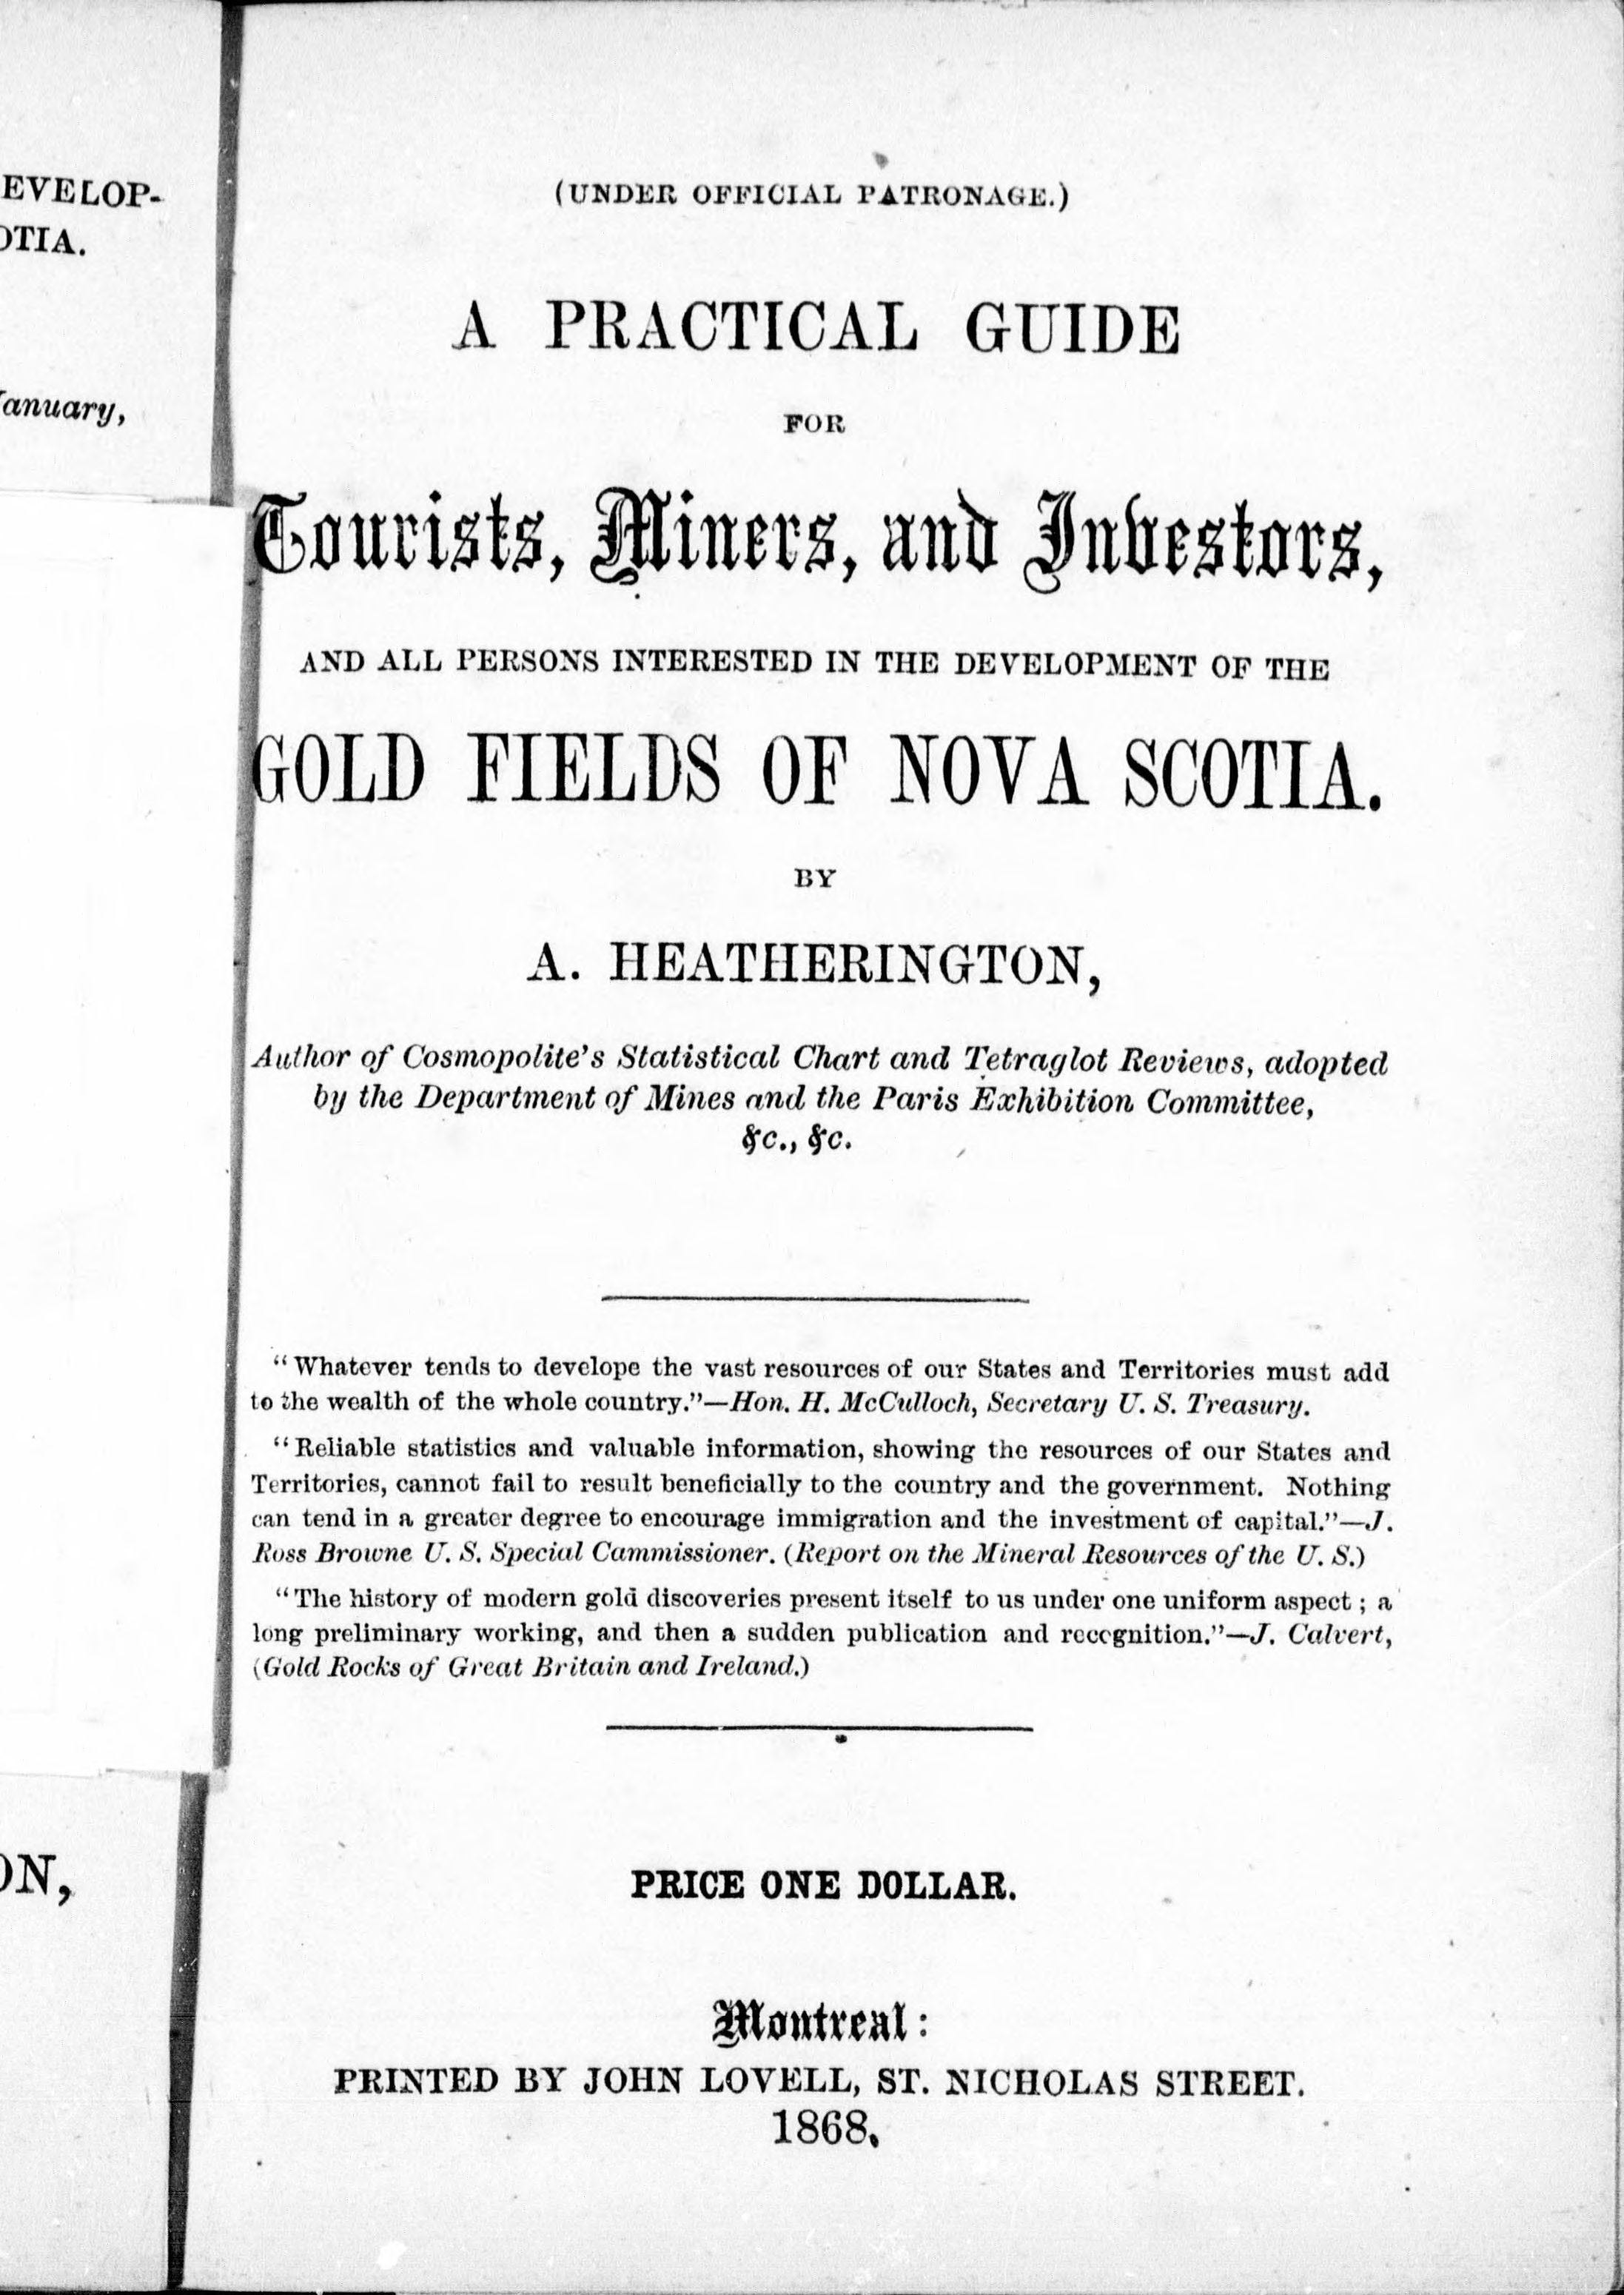 EVELOP-
OTIA.
January,
ON,
(UNDER OFFICIAL PATRONAGE.)
A PRACTICAL GUIDE
FOR
Tourists, Miners, and Investors,
AND ALL PERSONS INTERESTED IN THE DEVELOPMENT OF THE
GOLD FIELDS OF NOVA SCOTIA.
BY
A. HEATHERINGTON,
Author of Cosmopolite's Statistical Chart and Tetraglot Reviews, adopted
by the Department of Mines and the Paris Exhibition Committee,
&c., &c.
"Whatever tends to develope the vast resources of our States and Territories must add
to the wealth of the whole country."—Hon. H. McCulloch, Secretary U. S. Treasury.
"Reliable statistics and valuable information, showing the resources of our States and
Territories, cannot fail to result beneficially to the country and the government. Nothing
can tend in a greater degree to encourage immigration and the investment of capital."—J.
Ross Browne U. S. Special Cammissioner. (Report on the Mineral Resources of the U. S.)
"The history of modern gold discoveries present itself to us under one uniform aspect; a
long preliminary working, and then a sudden publication and recognition."—J. Calvert,
(Gold Rocks of Great Britain and Ireland.)
PRICE ONE DOLLAR.
Montreal:
PRINTED BY JOHN LOVELL, ST. NICHOLAS STREET.
1868.